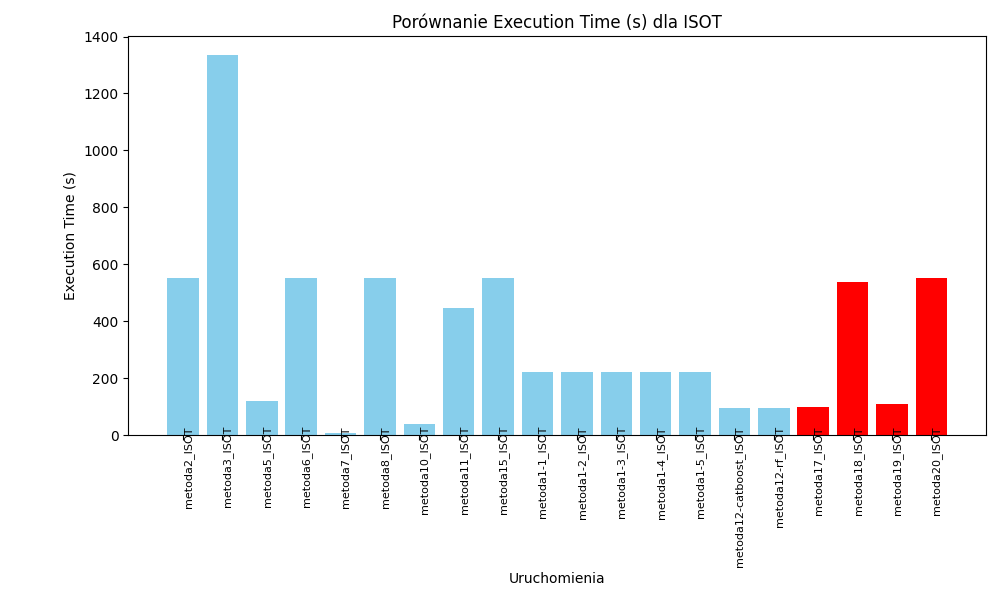 Porównanie Execution Time (s) dla ISOT
Execution Time (s)
1400
1200
1000
800
600
400
200
0
metoda2_ISOT
metoda3_ISOT
metoda5_ISOT
metoda6_ISOT
metoda7_ISOT
metoda8_ISOT
metoda10_ISOT
metoda11_ISOT
metoda15_ISOT
metoda1-1_ISOT
metoda1-2_ISOT
metoda1-3_ISOT
metoda1-4_ISOT
metoda1-5_ISOT
metoda12-catboost_ISOT
metoda12-rf_ISOT
metoda17_ISOT
metoda18_ISOT
metoda19_ISOT
metoda20_ISOT
Uruchomienia